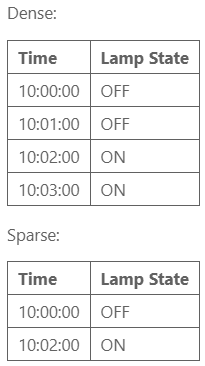 Dense:
Time Lamp State
10:00:00 OFF
10:01:00 OFF
10:02:00 ON
10:03:00 ON
Sparse:
Time Lamp State
10:00:00 OFF
10:02:00 ON